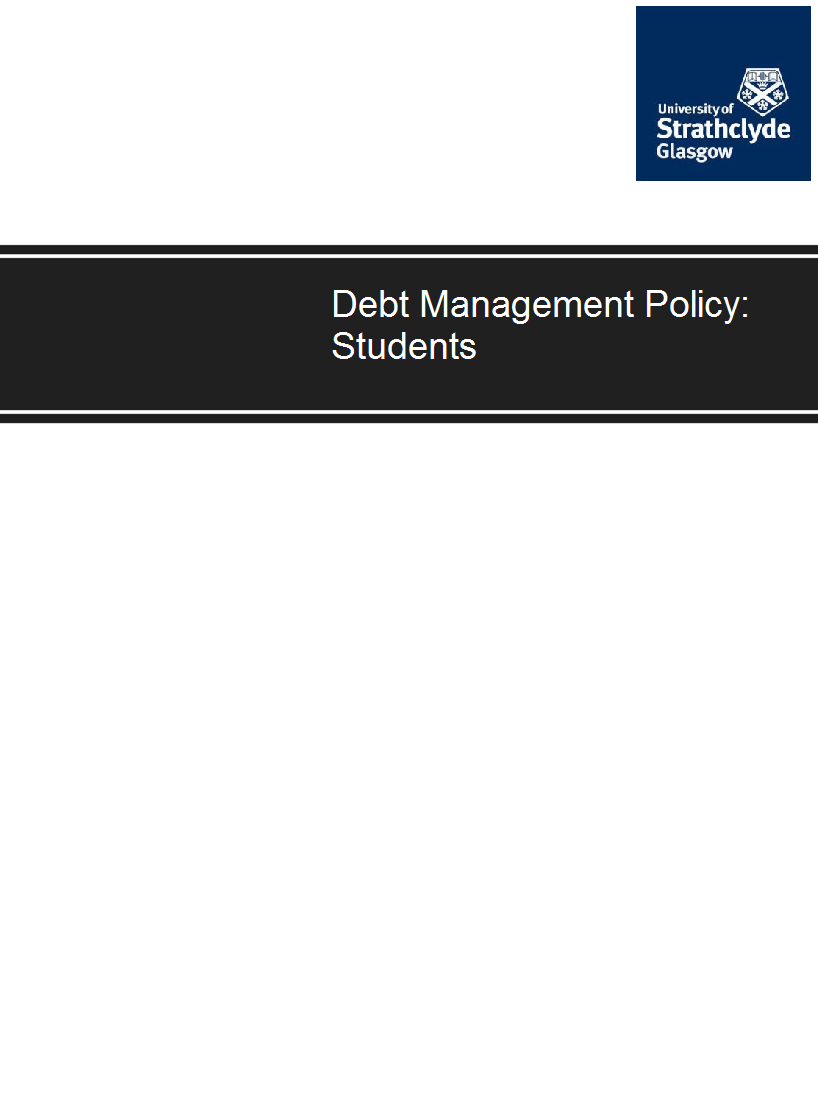 University of
Strathclyde
Glasgow
Debt Management Policy:
Students